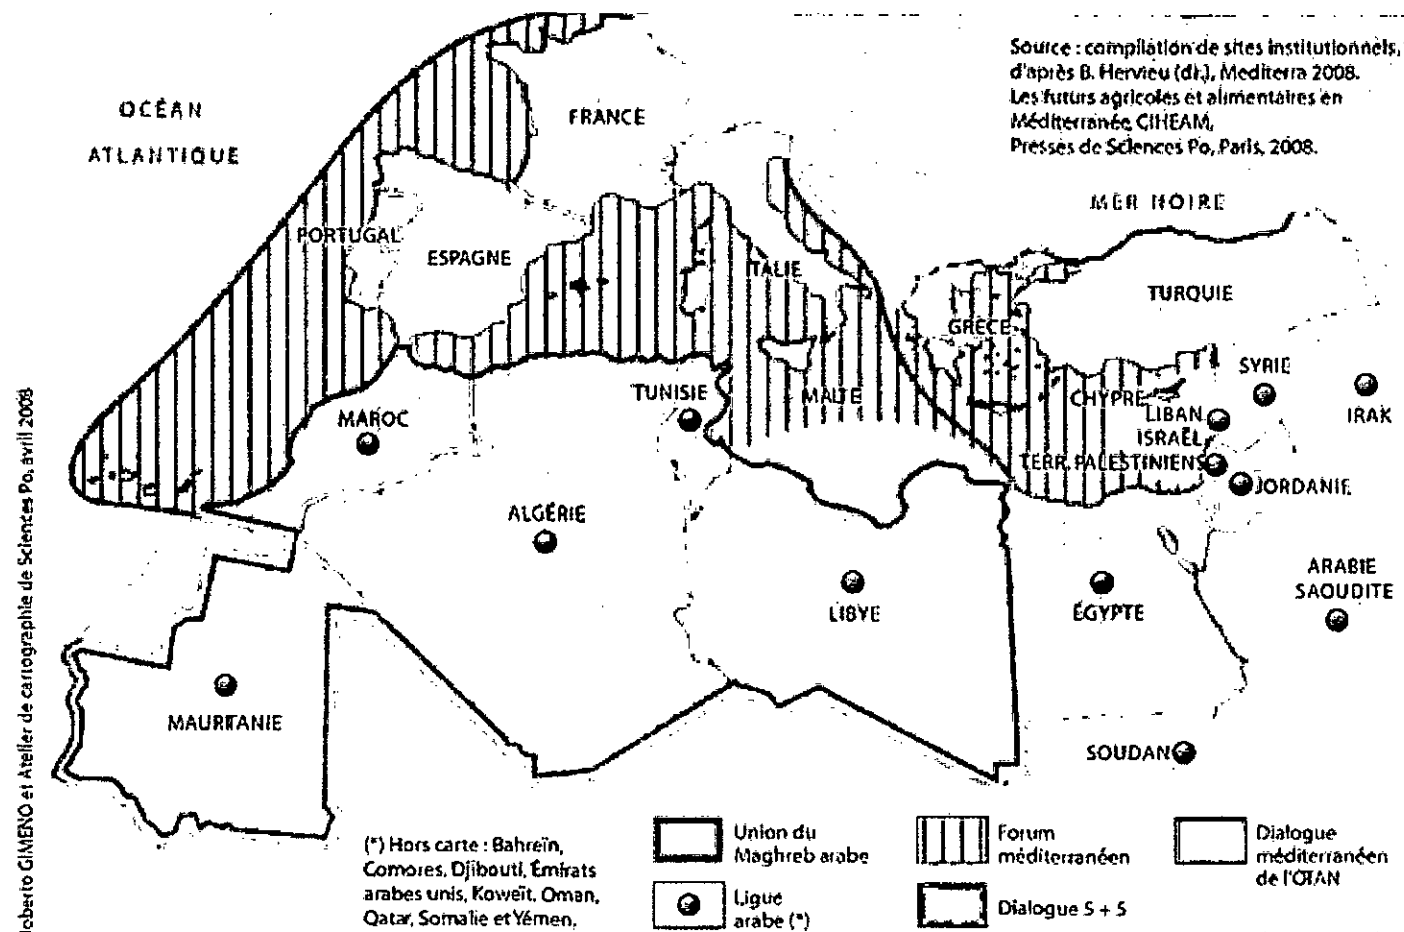 Source : compilation de sites institutionnels,
d'après B. Hervieu (dir.), Mediterra 2008.
Les futurs agricoles et alimentaires en
Méditerranée CIHEAM,
Presses de Sciences Po, Paris, 2008.
OCÉAN
ATLANTIQUE
FRANCE
MER NOIRE
PORTUGAL
ESPAGNE
ITALIE
TURQUIE
GRÈCE
SYRIE
TUNISIE
MALTE
CHYPRE
MAROC
LIBAN
IRAK
ISRAËL
TERR. PALESTINIENS
JORDANIE
ALGÉRIE
ARABIE
SAOUDITE
LIBYE
ÉGYPTE
MAURITANIE
SOUDAN
Roberto GIMENO et Atelier de cartographie de Sciences Po, avril 2008
(*) Hors carte : Bahreïn,
Comores, Djibouti, Émirats
arabes unis, Koweït, Oman,
Qatar, Somalie et Yémen.
Union du
Maghreb arabe
Ligue
arabe (*)
Forum
méditerranéen
Dialogue 5 + 5
Dialogue
méditerranéen
de l'OTAN